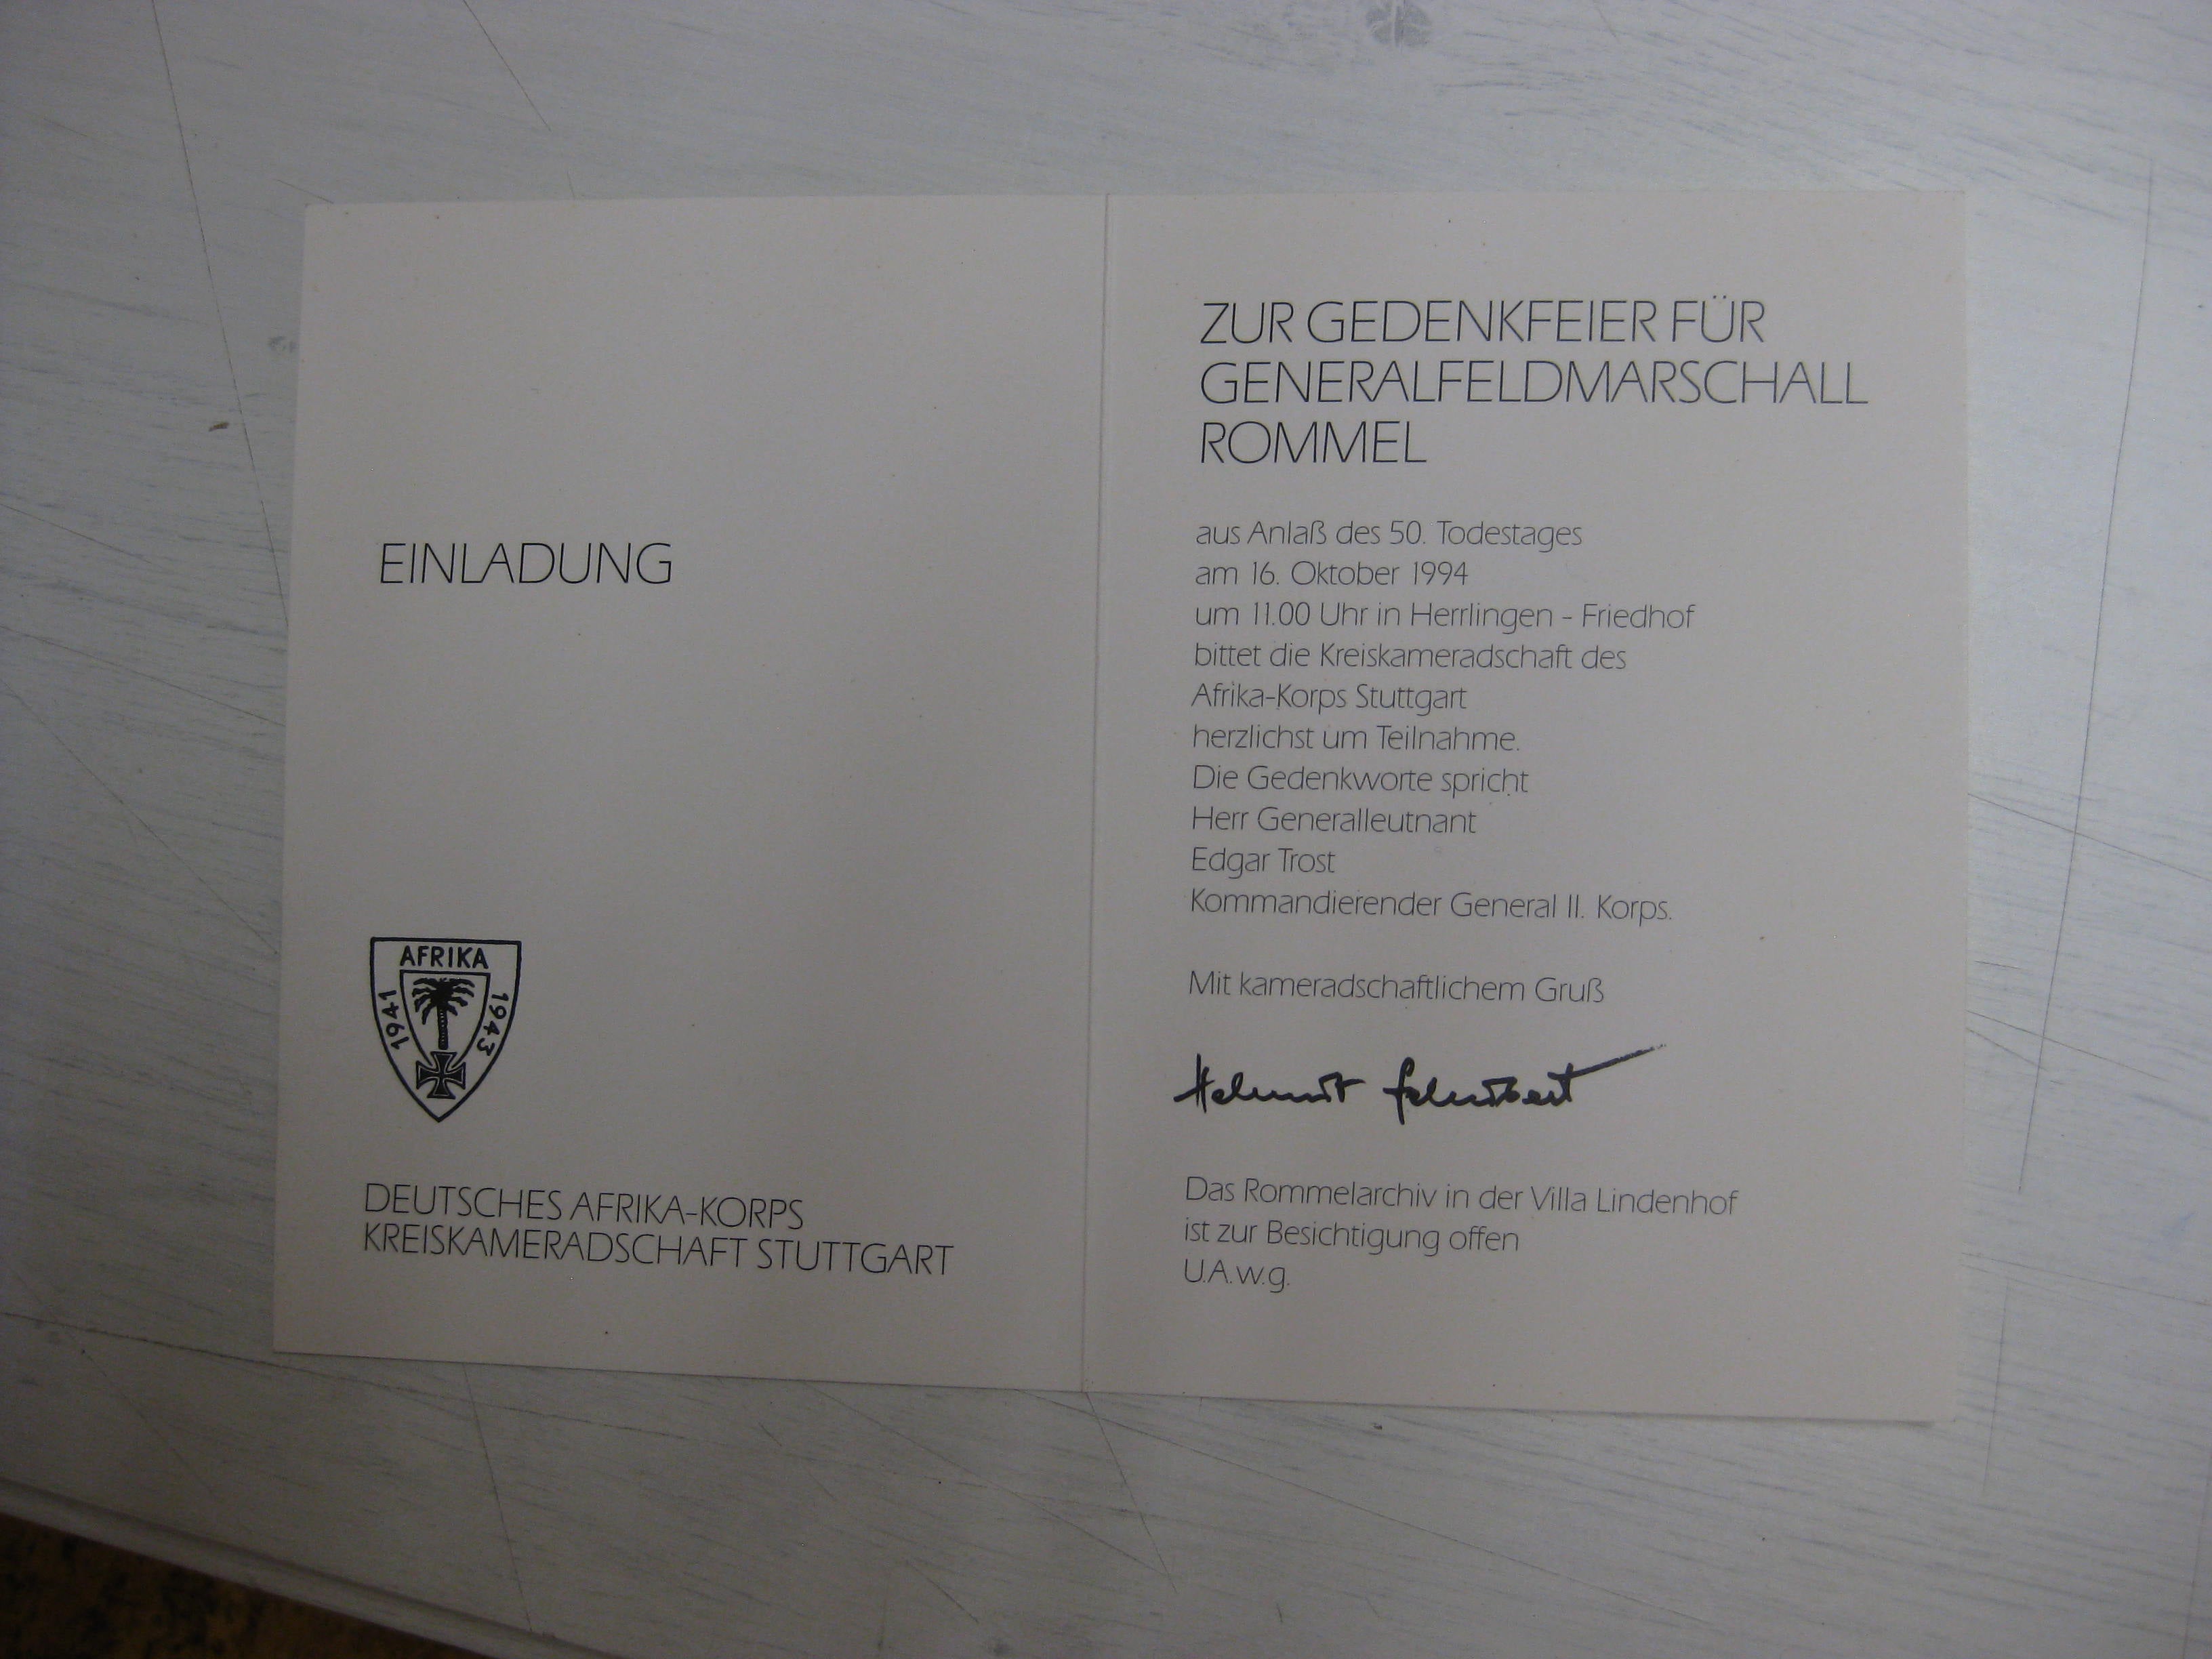 EINLADUNG
AFRIKA
1941
1943
DEUTSCHES AFRIKA-KORPS
KREISKAMERADSCHAFT STUTTGART
ZUR GEDENKFEIER FÜR
GENERALFELDMARSCHALL
ROMMEL
aus Anlaß des 50. Todestages
am 16. Oktober 1994
um 11.00 Uhr in Herrlingen - Friedhof
bittet die Kreiskameradschaft des
Afrika-Korps Stuttgart
herzlichst um Teilnahme.
Die Gedenkworte spricht
Herr Generalleutnant
Edgar Trost
Kommandierender General II. Korps.
Mit kameradschaftlichem Gruß
Helmut
Das Rommelarchiv in der Villa Lindenhof
ist zur Besichtigung offen
U.A.w.g.